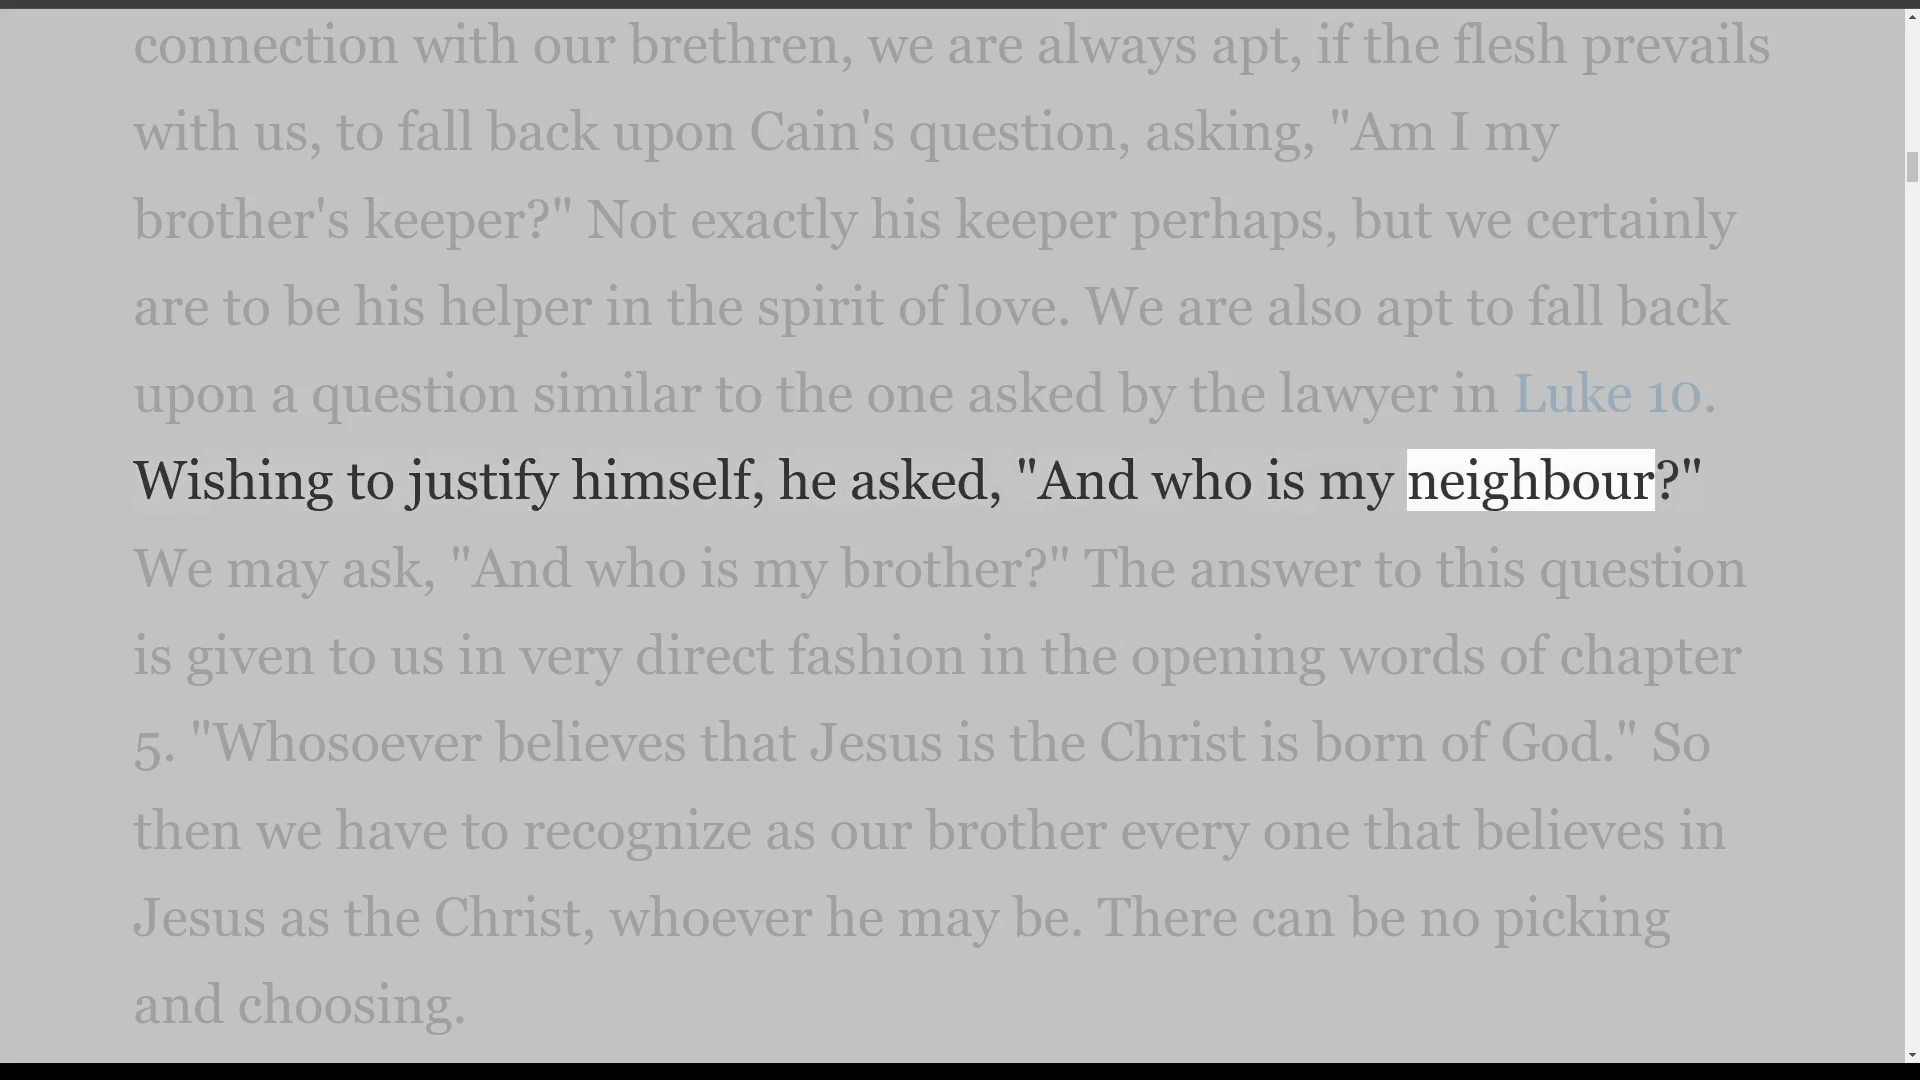 connection with our brethren, we are always apt, if the flesh prevails
with us, to fall back upon Cain's question, asking, "Am I my
brother's keeper?" Not exactly his keeper perhaps, but we certainly
are to be his helper in the spirit of love. We are also apt to fall back
upon a question similar to the one asked by the lawyer in Luke 10.
Wishing to justify himself, he asked, "And who is my neighbour?"
We may ask, "And who is my brother?" The answer to this question
is given to us in very direct fashion in the opening words of chapter
5. "Whosoever believes that Jesus is the Christ is born of God." So
then we have to recognize as our brother every one that believes in
Jesus as the Christ, whoever he may be. There can be no picking
and choosing.